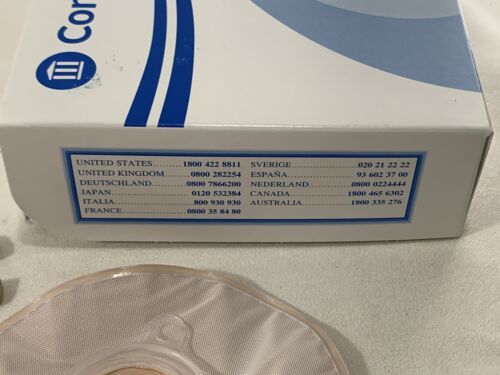 Con
UNITED STATES............1800 422 8811
UNITED KINGDOM........0800 282254
DEUTSCHLAND.............0800 7866200
JAPAN............................0120 532384
ITALIA.............................800 930 930
FRANCE.........................0800 35 84 80
SVERIGE............................020 21 22 22
ESPAÑA............................93 602 37 00
NEDERLAND...................0800 0224444
CANADA..........................1800 465 6302
AUSTRALIA.....................1800 335 276